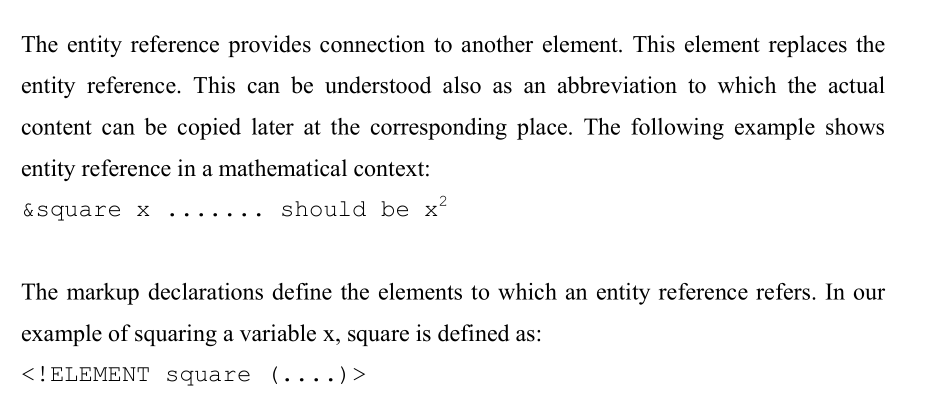 The entity reference provides connection to another element. This element replaces the
entity reference. This can be understood also as an abbreviation to which the actual
content can be copied later at the corresponding place. The following example shows
entity reference in a mathematical context:
&square x ....... should be x²
The markup declarations define the elements to which an entity reference refers. In our
example of squaring a variable x, square is defined as:
<!ELEMENT square (....)>